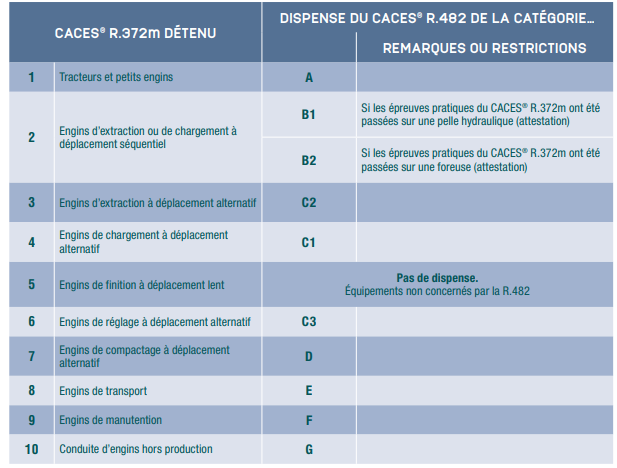 CACES® R.372m DÉTENU
DISPENSE DU CACES® R.482 DE LA CATÉGORIE...
REMARQUES OU RESTRICTIONS
1 Tracteurs et petits engins A
2 Engins d'extraction ou de chargement à
déplacement séquentiel
B1 Si les épreuves pratiques du CACES® R.372m ont été
passées sur une pelle hydraulique (attestation)
B2 Si les épreuves pratiques du CACES® R.372m ont été
passées sur une foreuse (attestation)
3 Engins d'extraction à déplacement alternatif C2
4 Engins de chargement à déplacement
alternatif C1
5 Engins de finition à déplacement lent
Pas de dispense.
Équipements non concernés par la R.482
6 Engins de réglage à déplacement alternatif C3
7 Engins de compactage à déplacement
alternatif D
8 Engins de transport E
9 Engins de manutention F
10 Conduite d'engins hors production G